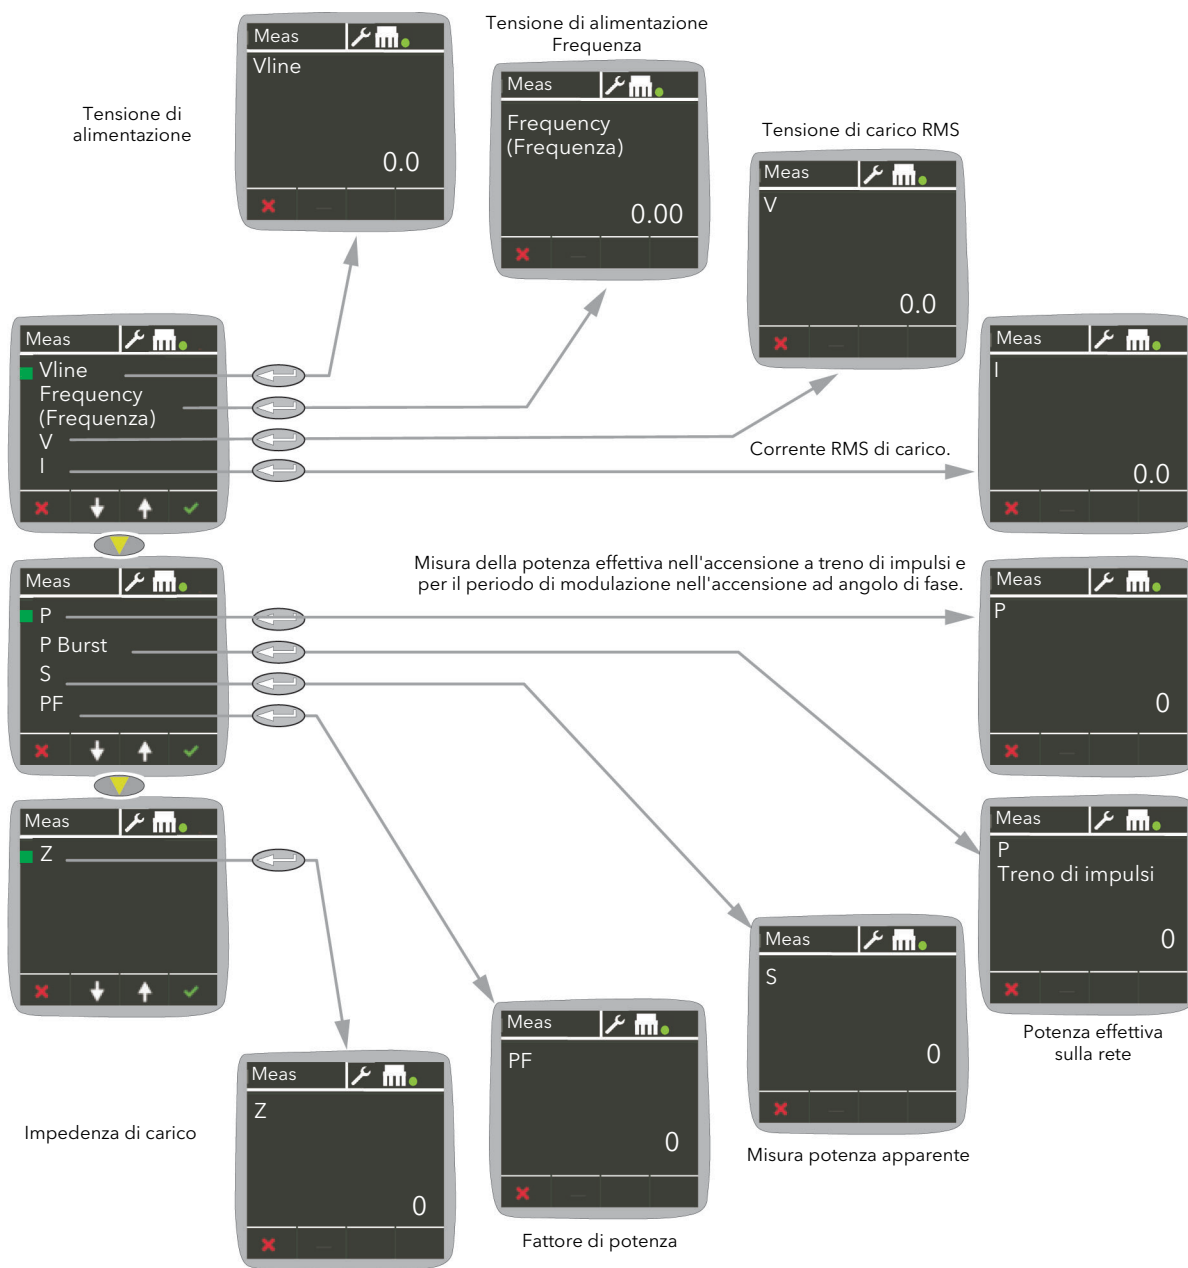 Meas
Vline
0.0
Tensione di
alimentazione
Tensione di alimentazione
Frequenza
Meas
Frequency
(Frequenza)
0.00
Tensione di carico RMS
Meas
V
0.0
Meas
Vline
Frequency
(Frequenza)
V
I
Corrente RMS di carico.
Meas
I
0.0
Misura della potenza effettiva nell'accensione a treno di impulsi e
per il periodo di modulazione nell'accensione ad angolo di fase.
Meas
P
P Burst
S
PF
Meas
P
0
Meas
Z
Meas
P
Treno di impulsi
0
Potenza effettiva
sulla rete
Meas
S
0
Misura potenza apparente
Meas
PF
0
Fattore di potenza
Impedenza di carico
Meas
Z
0